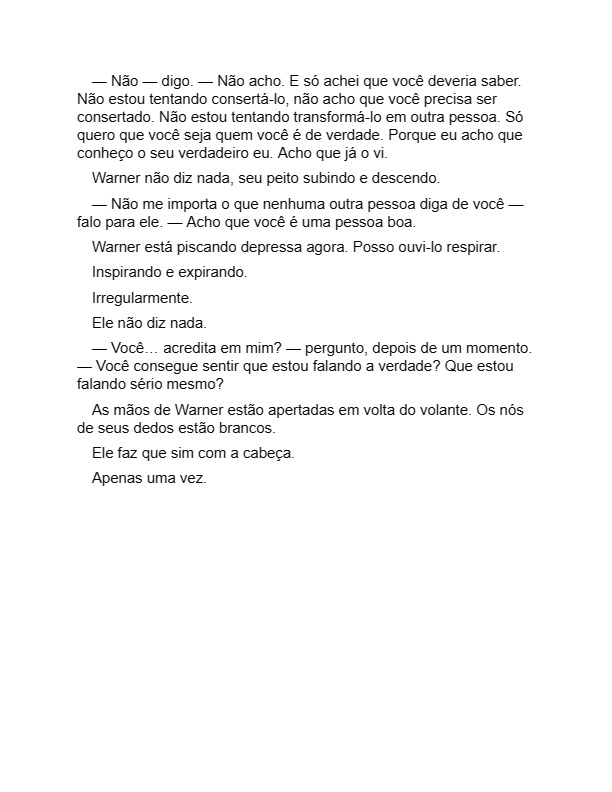 — Não — digo. — Não acho. E só achei que você deveria saber.
Não estou tentando consertá-lo, não acho que você precisa ser
consertado. Não estou tentando transformá-lo em outra pessoa. Só
quero que você seja quem você é de verdade. Porque eu acho que
conheço o seu verdadeiro eu. Acho que já o vi.
Warner não diz nada, seu peito subindo e descendo.
— Não me importa o que nenhuma outra pessoa diga de você —
falo para ele. — Acho que você é uma pessoa boa.
Warner está piscando depressa agora. Posso ouvi-lo respirar.
Inspirando e expirando.
Irregularmente.
Ele não diz nada.
— Você… acredita em mim? — pergunto, depois de um momento.
— Você consegue sentir que estou falando a verdade? Que estou
falando sério mesmo?
As mãos de Warner estão apertadas em volta do volante. Os nós
de seus dedos estão brancos.
Ele faz que sim com a cabeça.
Apenas uma vez.